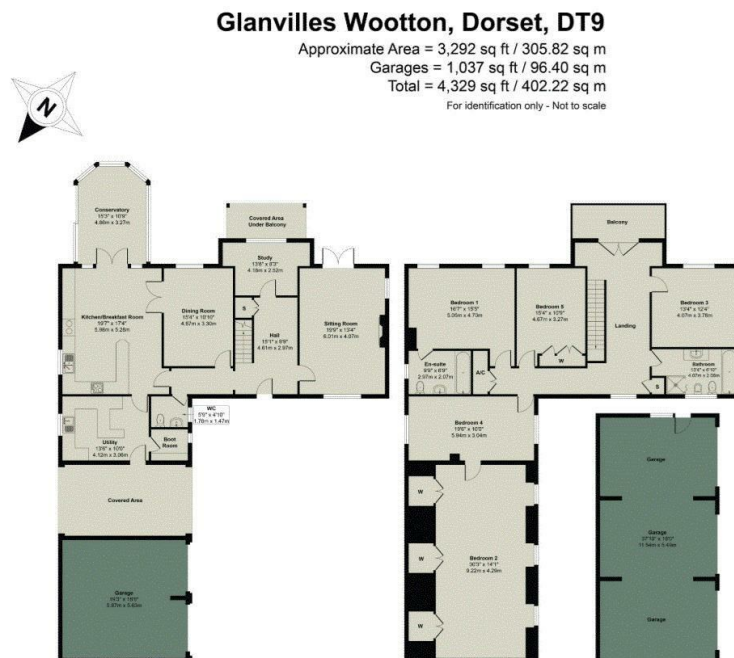 Glanvilles Wootton, Dorset, DT9
Approximate Area = 3,292 sq ft / 305.82 sq m
Garages = 1,037 sq ft / 96.40 sq m
Total = 4,329 sq ft / 402.22 sq m
For identification only - Not to scale
N
Conservatory
15'3" x 10'9"
4.66m x 3.27m
Covered Area
Under Balcony
Study
13'8" x 8'3"
4.18m x 2.52m
Kitchen/Breakfast Room
19'7" x 17'4"
5.96m x 5.28m
Dining Room
15'4" x 10'10"
4.67m x 3.30m
S
Hall
15'1" x 9'9"
4.61m x 2.97m
Sitting Room
19'9" x 13'4"
6.01m x 4.07m
WC
5'9" x 4'10"
1.76m x 1.47m
Utility
13'6" x 10'0"
4.12m x 3.06m
Boot
Room
Covered Area
Garage
Balcony
Bedroom 1
16'7" x 15'5"
5.05m x 4.70m
Bedroom 5
15'4" x 10'9"
4.67m x 3.27m
Landing
Bedroom 3
13'4" x 12'4"
4.07m x 3.76m
W
En-suite
9'9" x 6'9"
2.97m x 2.07m
A/C
Bathroom
13'4" x 6'10"
4.07m x 2.08m
S
Bedroom 4
19'6" x 10'0"
5.94m x 3.04m
W
Bedroom 2
30'3" x 14'1"
9.22m x 4.29m
W
W
Garage
Garage
37'10" x 18'0"
Garage